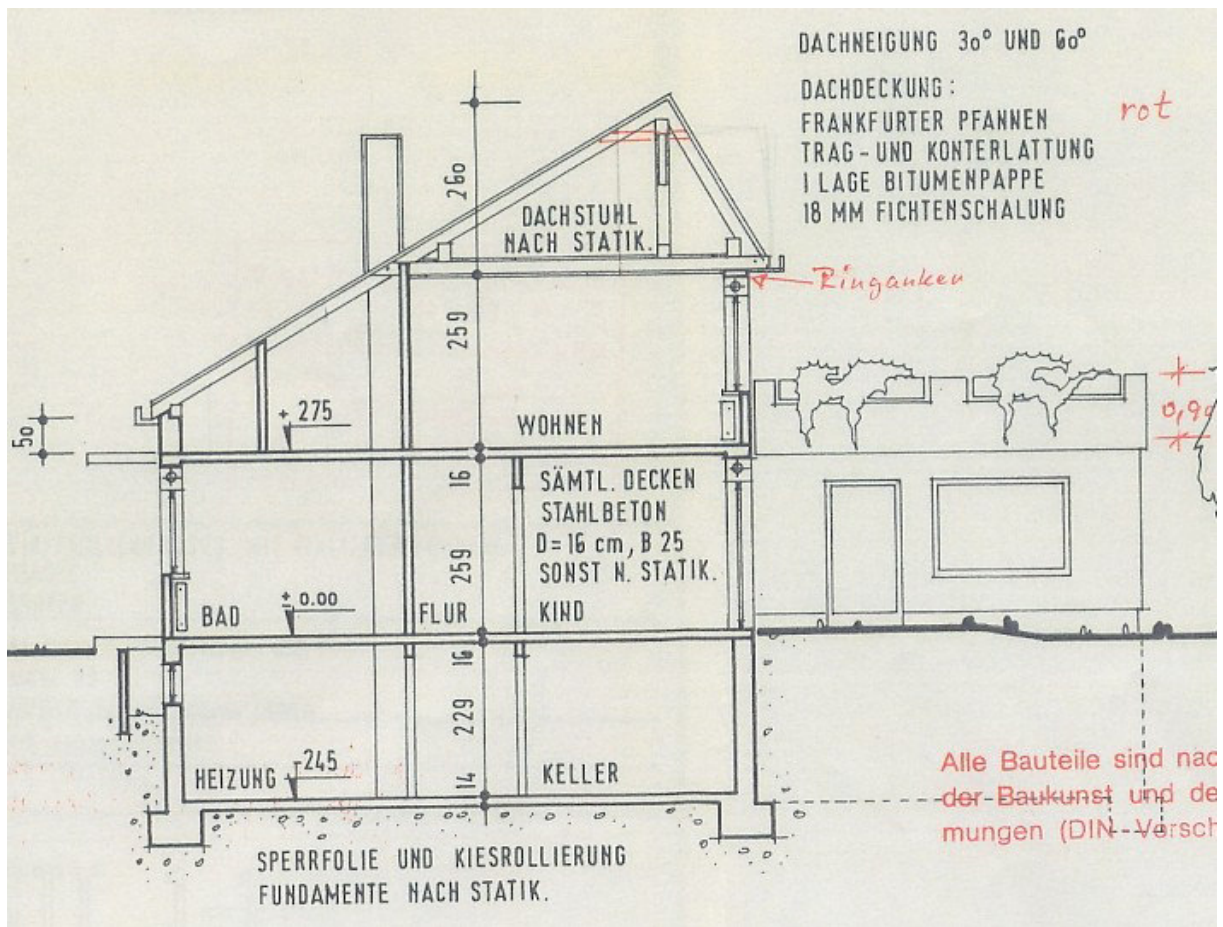 DACHNEIGUNG 30° UND 60°
DACHDECKUNG:
FRANKFURTER PFANNEN
rot
TRAG-UND KONTERLATTUNG
1 LAGE BITUMENPAPPE
18 MM FICHTENSCHALUNG
260
DACHSTUHL
NACH STATIK.
Ringanken
259
50
+ 275
WOHNEN
0,90
16
SÄMTL. DECKEN
STAHLBETON
D=16 cm, B 25
SONST N. STATIK.
259
± 0.00
BAD
FLUR
KIND
16
229
-245
HEIZUNG
14
KELLER
Alle Bauteile sind nac
der Baukunst und de
mungen (DIN-Versch
SPERRFOLIE UND KIESROLLIERUNG
FUNDAMENTE NACH STATIK.